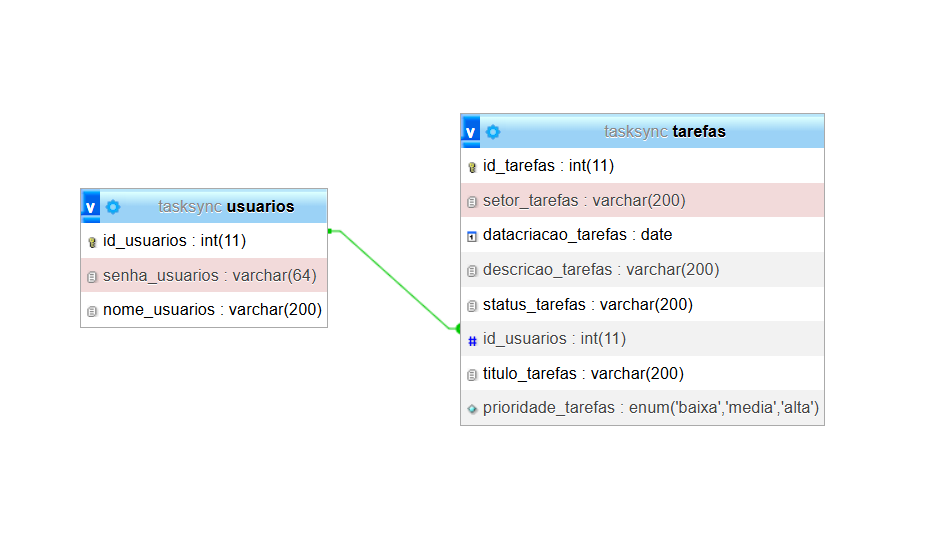 v tasksync usuarios
id_usuarios : int(11)
senha_usuarios : varchar(64)
nome_usuarios : varchar(200)
v tasksync tarefas
id_tarefas : int(11)
setor_tarefas : varchar(200)
datacriacao_tarefas : date
descricao_tarefas : varchar(200)
status_tarefas : varchar(200)
# id_usuarios : int(11)
titulo_tarefas : varchar(200)
prioridade_tarefas : enum('baixa','media','alta')